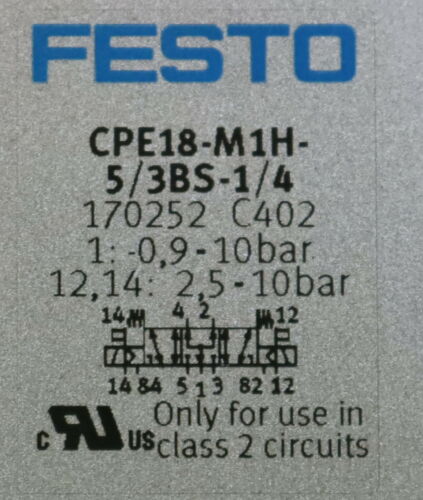 FESTO
CPE18-M1H-
5/3BS-1/4
170252 C402
1: -0,9-10bar
12,14: 2,5-10bar
14 4 2 12
14 84 5 1 3 82 12
c RU US Only for use in
class 2 circuits